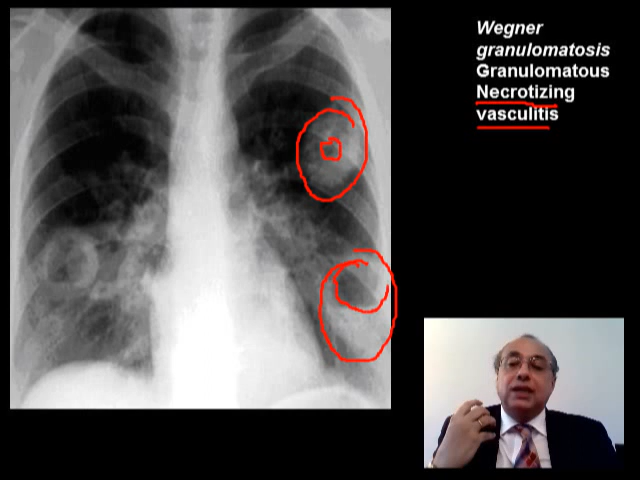 Wegner
granulomatosis
Granulomatous
Necrotizing
vasculitis